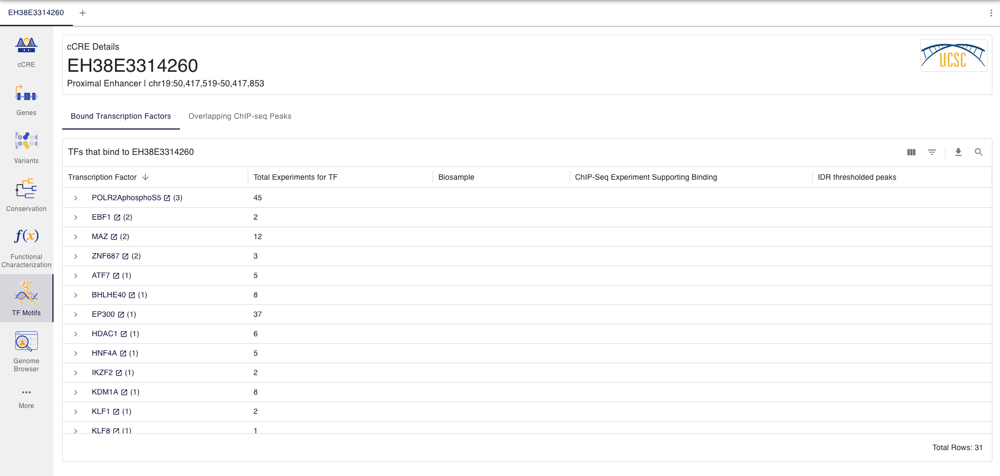 EH38E3314260
cCRE
Genes
Variants
Conservation
f(x)
Functional
Characterization
TF Motifs
Genome
Browser
More
cCRE Details
EH38E3314260
Proximal Enhancer | chr19:50,417,519-50,417,853
UCSC
Bound Transcription Factors
Overlapping ChIP-seq Peaks
TFs that bind to EH38E3314260
Transcription Factor Total Experiments for TF Biosample ChIP-Seq Experiment Supporting Binding IDR thresholded peaks
POLR2AphosphoS5 (3) 45
EBF1 (2) 2
MAZ (2) 12
ZNF687 (2) 3
ATF7 (1) 5
BHLHE40 (1) 8
EP300 (1) 37
HDAC1 (1) 6
HNF4A (1) 5
IKZF2 (1) 2
KDM1A (1) 8
KLF1 (1) 2
KLF8 (1) 1
Total Rows: 31